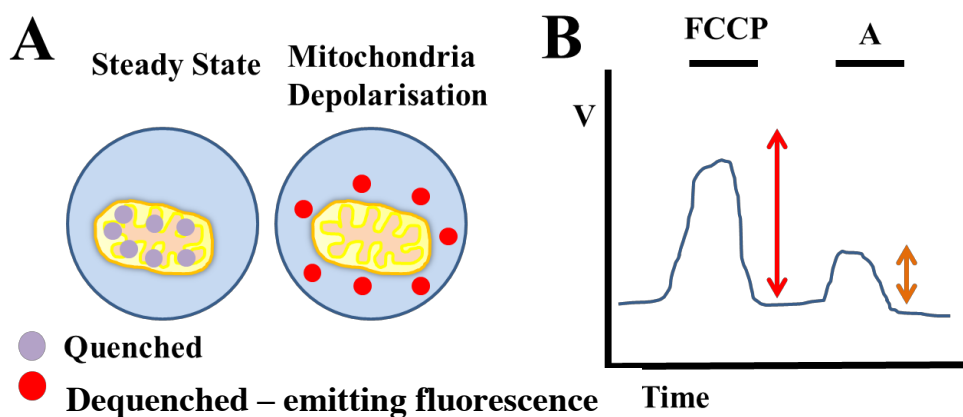 A
Steady State
Mitochondria
Depolarisation
Quenched
Dequenched – emitting fluorescence
B
FCCP
A
V
Time